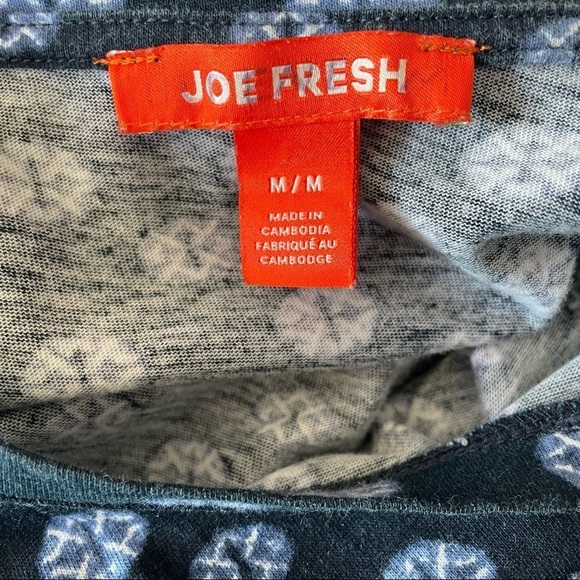 JOE FRESH
M/M
MADE IN
CAMBODIA
FABRIQUÉ AU
CAMBODGE